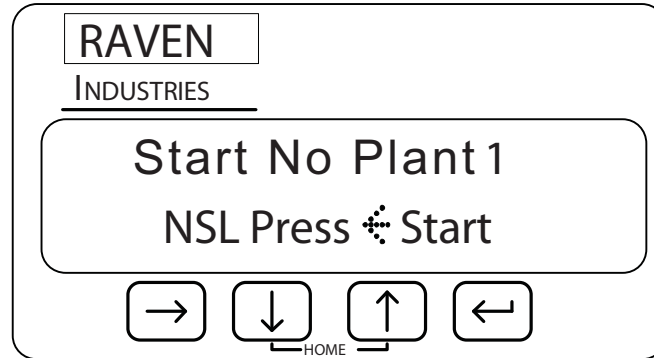 RAVEN
INDUSTRIES
Start No Plant 1
NSL Press ← Start
→ ↓ ↑ ↵
HOME